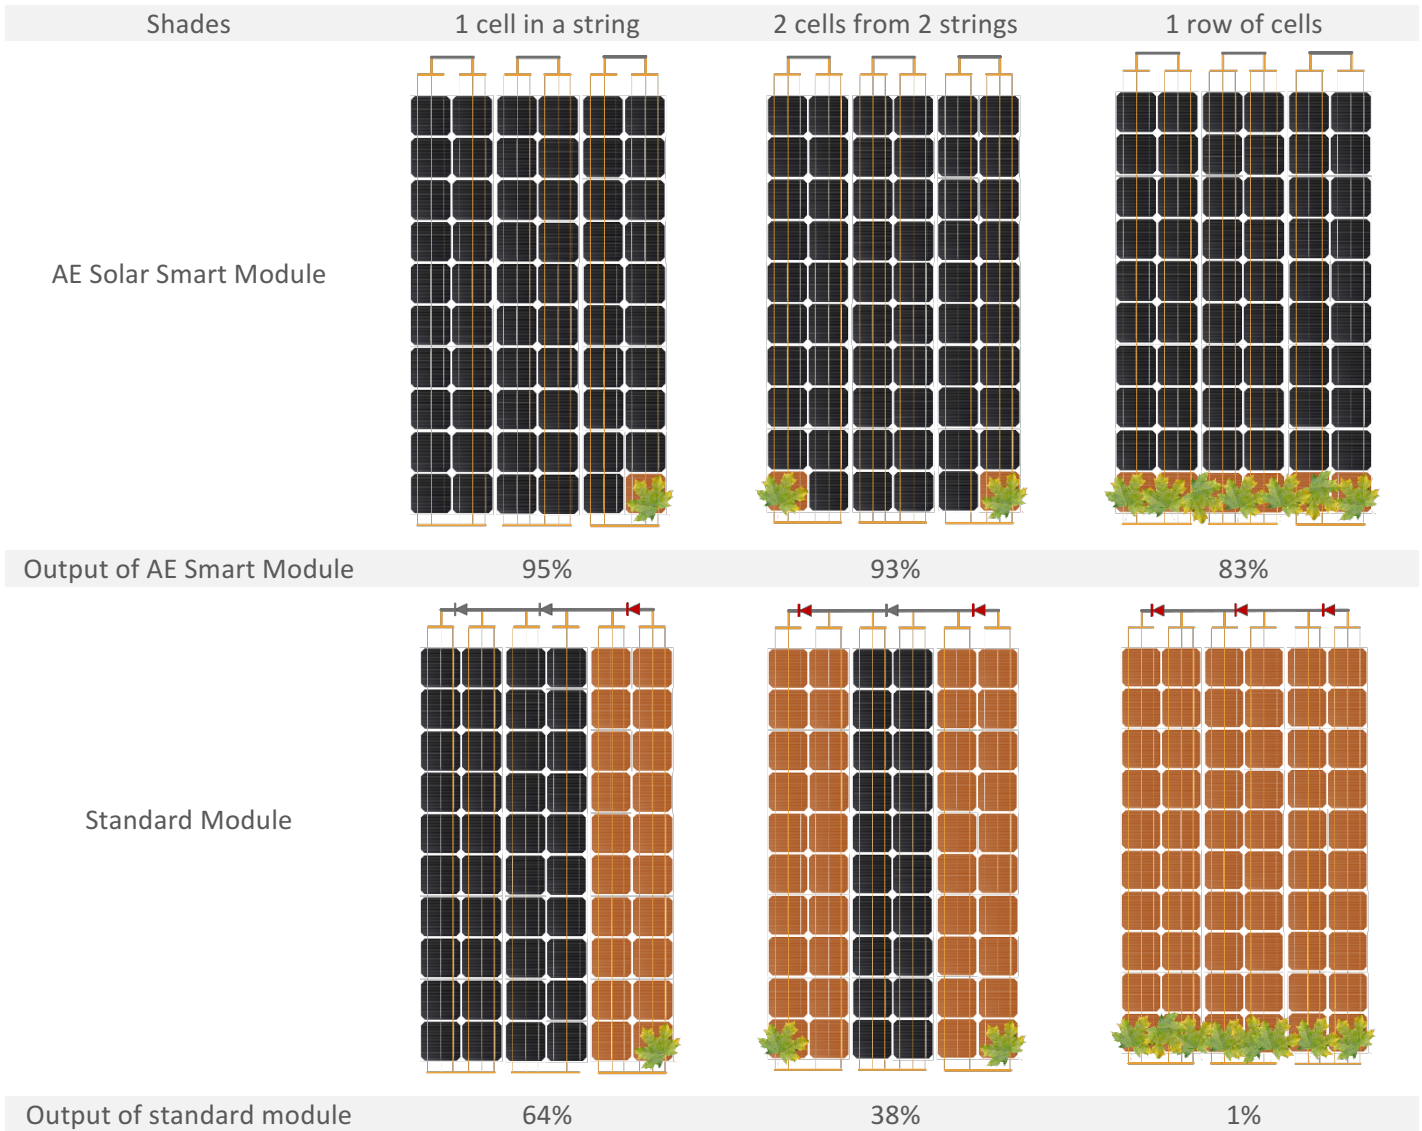 Shades 1 cell in a string 2 cells from 2 strings 1 row of cells
AE Solar Smart Module
Output of AE Smart Module 95% 93% 83%
Standard Module
Output of standard module 64% 38% 1%